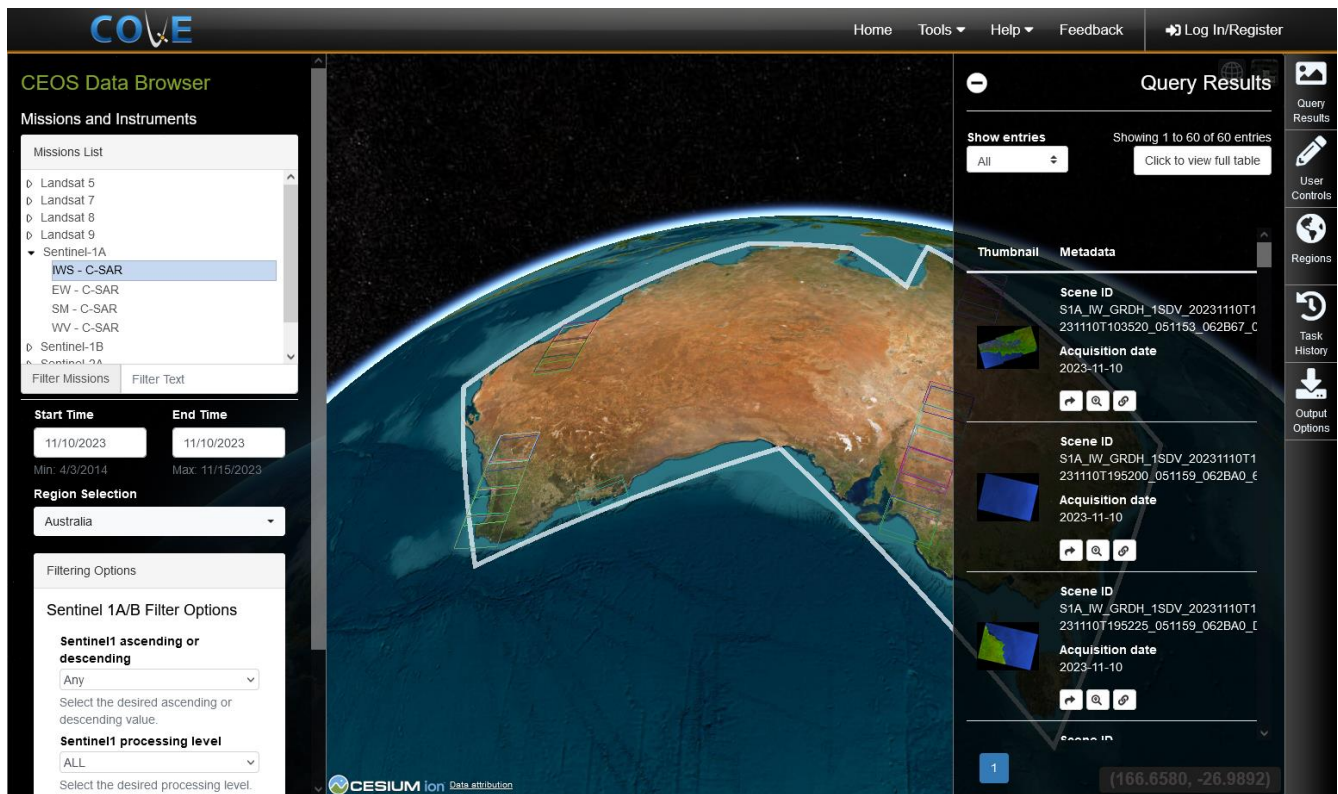 COVE
Home Tools Help Feedback Log In/Register
CEOS Data Browser
Missions and Instruments
Missions List
Landsat 5
Landsat 7
Landsat 8
Landsat 9
Sentinel-1A
IWS - C-SAR
EW - C-SAR
SM - C-SAR
WV - C-SAR
Sentinel-1B
Sentinel-2A
Filter Missions Filter Text
Start Time End Time
11/10/2023 11/10/2023
Min: 4/3/2014 Max: 11/15/2023
Region Selection
Australia
Filtering Options
Sentinel 1A/B Filter Options
Sentinel1 ascending or
descending
Any
Select the desired ascending or
descending value.
Sentinel1 processing level
ALL
Select the desired processing level.
CESIUM ion Data attribution
Query Results
Show entries Showing 1 to 60 of 60 entries
All Click to view full table
Thumbnail Metadata
Scene ID
S1A_IW_GRDH_1SDV_20231110T1
231110T103520_051153_062B67_0
Acquisition date
2023-11-10
Scene ID
S1A_IW_GRDH_1SDV_20231110T1
231110T195200_051159_062BA0_6
Acquisition date
2023-11-10
Scene ID
S1A_IW_GRDH_1SDV_20231110T1
231110T195225_051159_062BA0_D
Acquisition date
2023-11-10
Scene ID
1
(166.6580, -26.9892)
Query
Results
User
Controls
Regions
Task
History
Output
Options